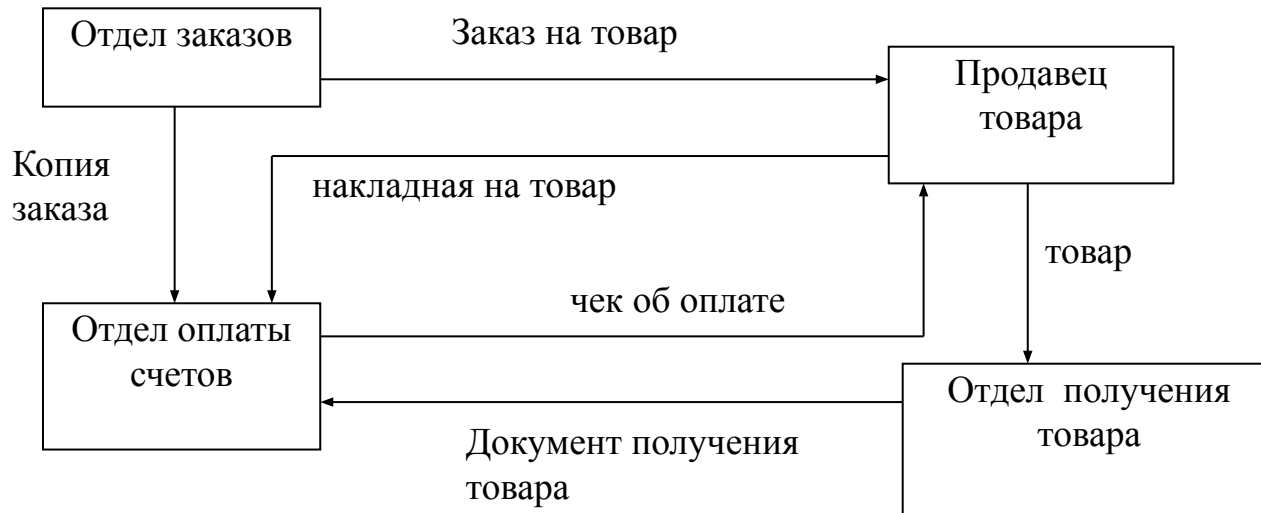 Отдел заказов
Заказ на товар
Продавец
товара
Копия
заказа
накладная на товар
товар
чек об оплате
Отдел оплаты
счетов
Отдел  получения
товара
Документ получения
товара